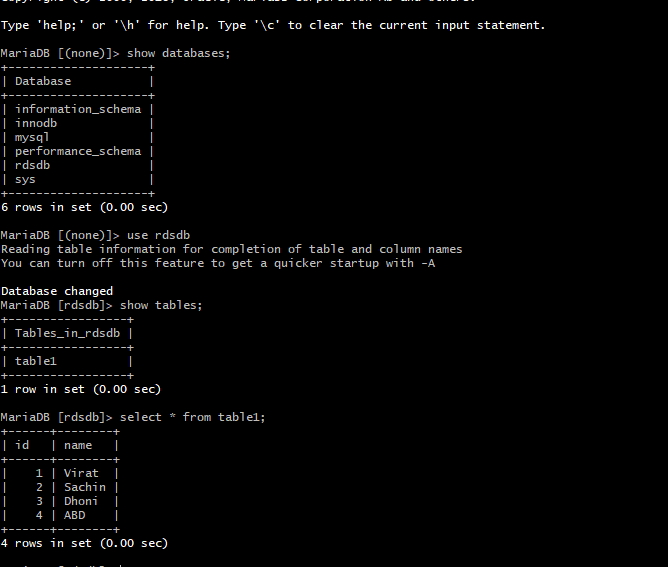 Type 'help;' or '\h' for help. Type '\c' to clear the current input statement.
MariaDB [(none)]> show databases;
+--------------------+
| Database           |
+--------------------+
| information_schema |
| innodb             |
| mysql              |
| performance_schema |
| rdsdb              |
| sys                |
+--------------------+
6 rows in set (0.00 sec)
MariaDB [(none)]> use rdsdb
Reading table information for completion of table and column names
You can turn off this feature to get a quicker startup with -A
Database changed
MariaDB [rdsdb]> show tables;
+-----------------+
| Tables_in_rdsdb |
+-----------------+
| table1          |
+-----------------+
1 row in set (0.00 sec)
MariaDB [rdsdb]> select * from table1;
+------+--------+
| id   | name   |
+------+--------+
|    1 | Virat  |
|    2 | Sachin |
|    3 | Dhoni  |
|    4 | ABD    |
+------+--------+
4 rows in set (0.00 sec)